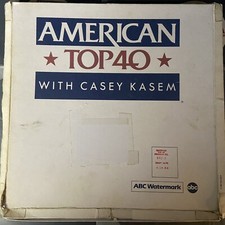 AMERICAN
★ TOP 40 ★
WITH CASEY KASEM
ABC Watermark
abc